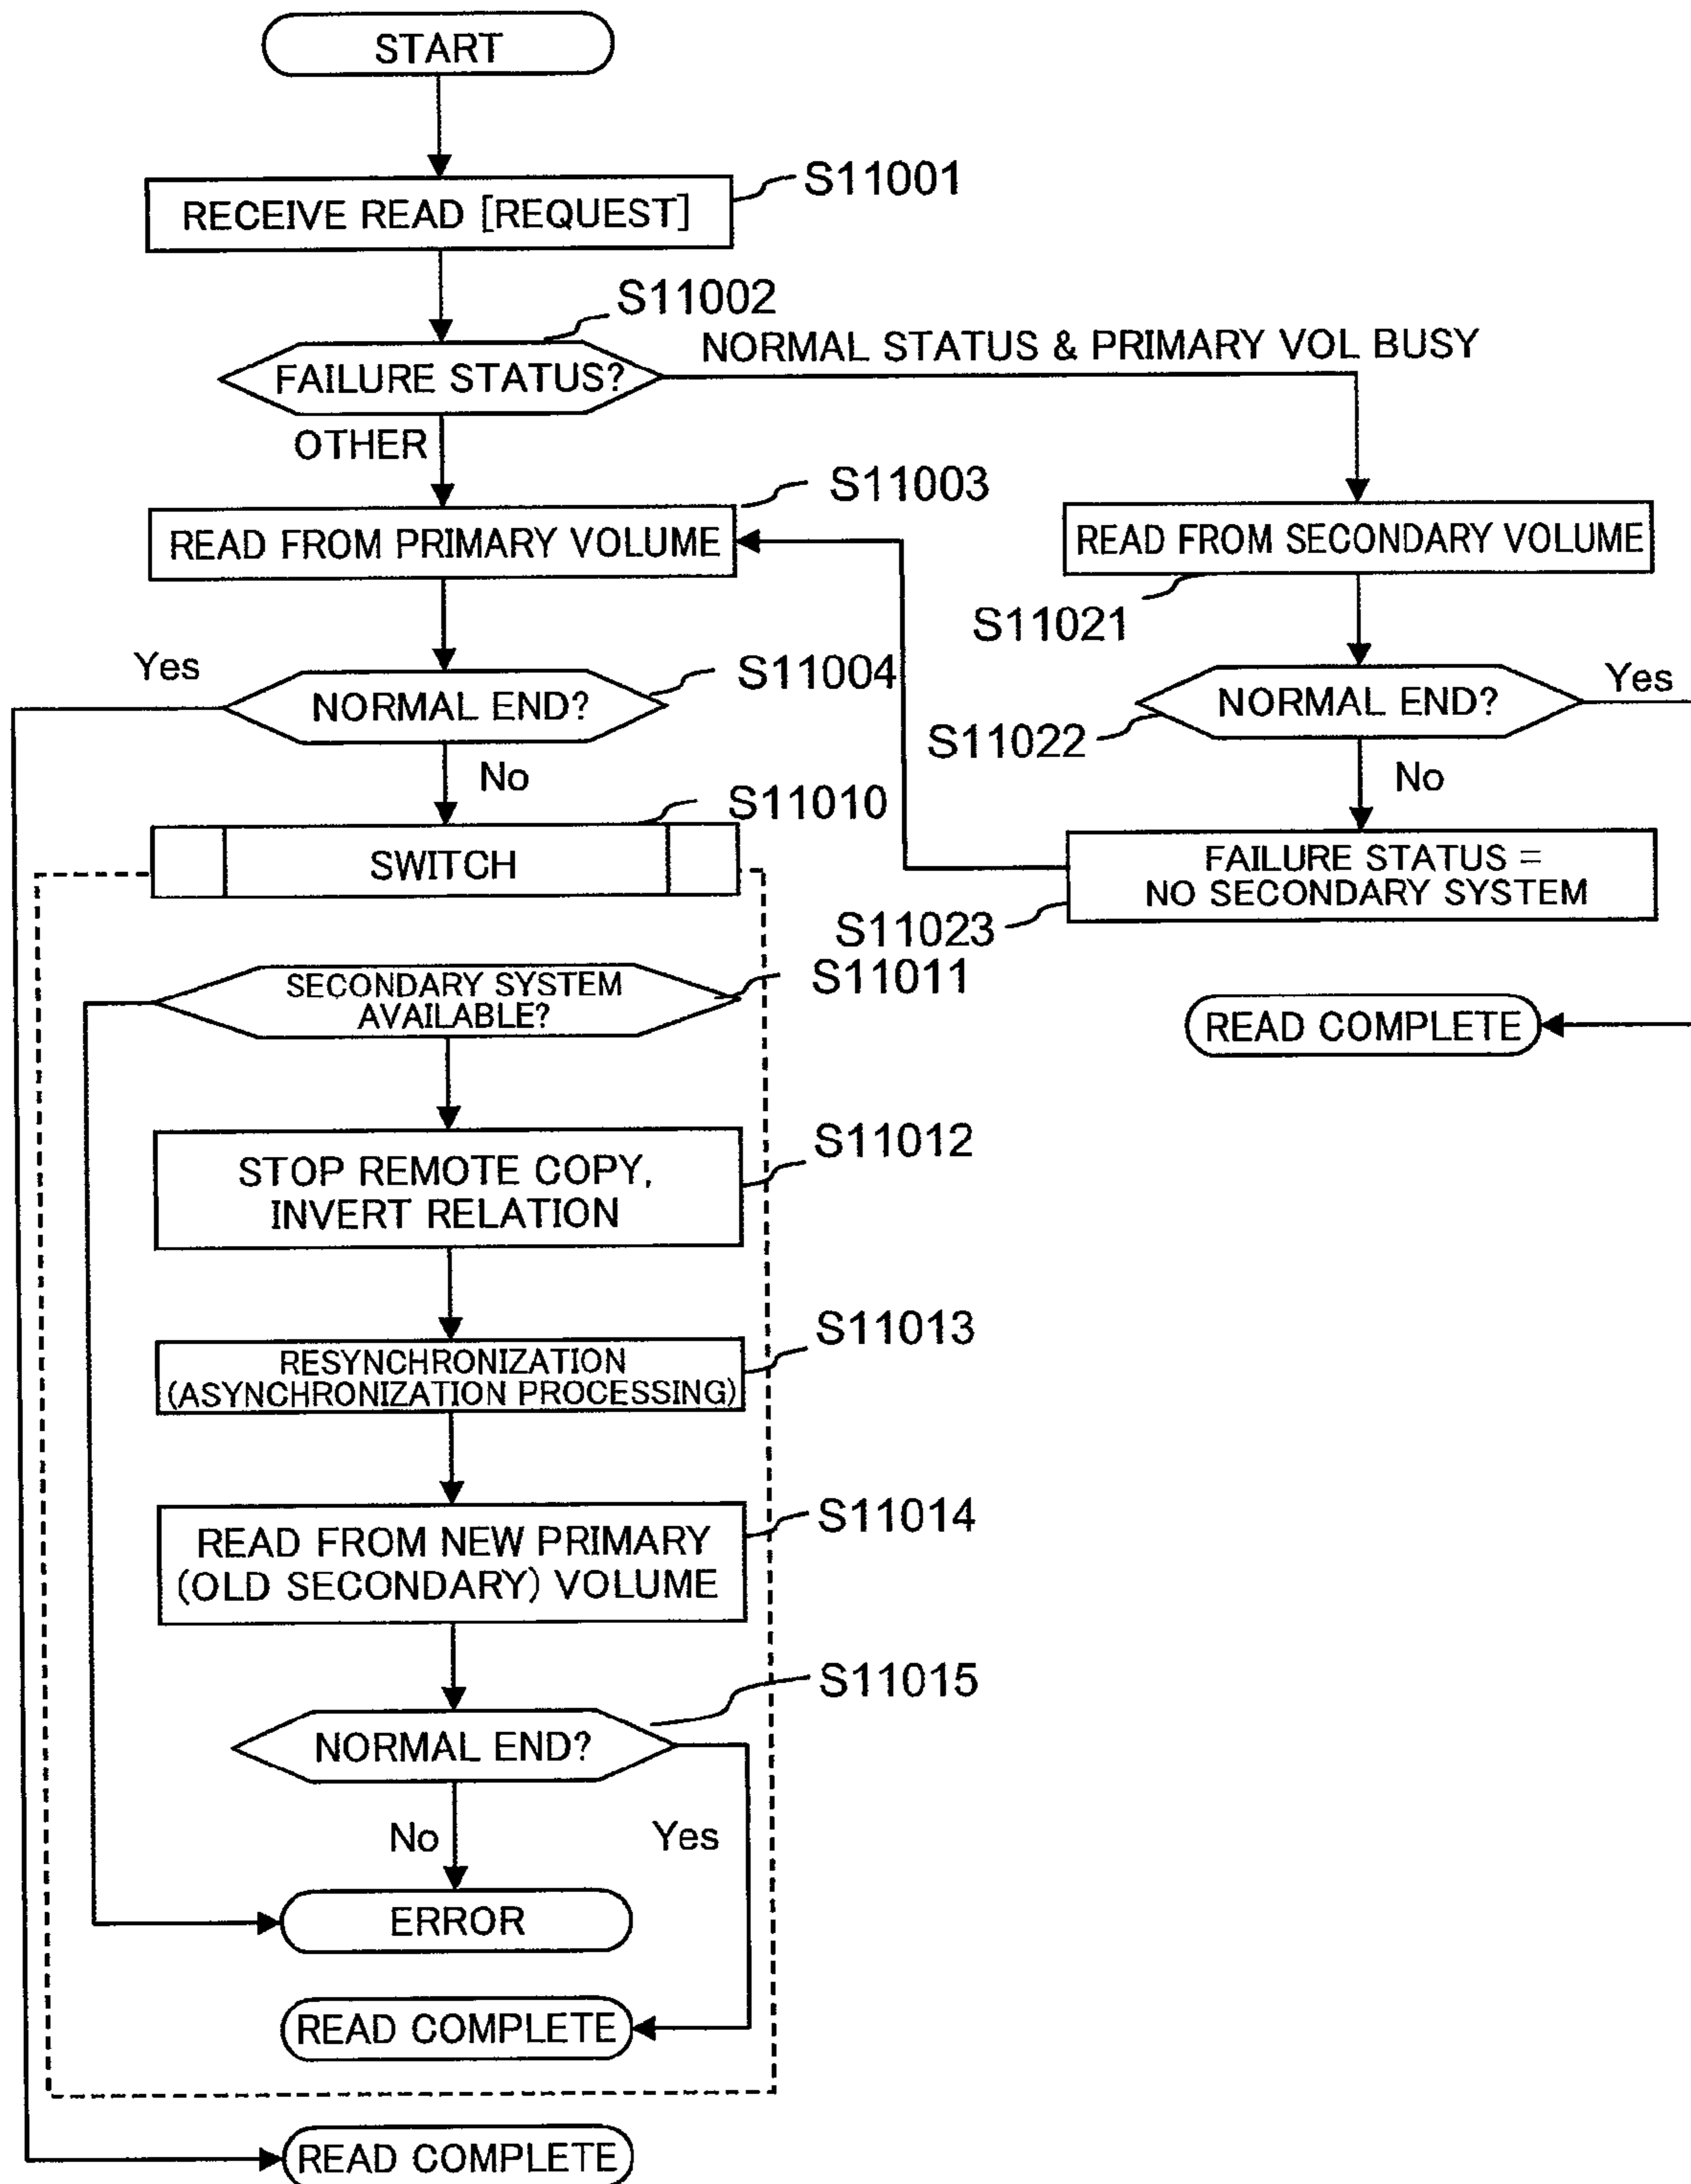 START
S11001
RECEIVE READ [REQUEST]
S11002
NORMAL STATUS & PRIMARY VOL BUSY
FAILURE STATUS?
OTHER
S11003
READ FROM PRIMARY VOLUME
READ FROM SECONDARY VOLUME
S11021
Yes
S11004
NORMAL END?
Yes
NORMAL END?
S11022
No
No
S11010
SWITCH
FAILURE STATUS =
NO SECONDARY SYSTEM
S11023
SECONDARY SYSTEM
AVAILABLE?
S11011
READ COMPLETE
S11012
STOP REMOTE COPY,
INVERT RELATION
S11013
RESYNCHRONIZATION
(ASYNCHRONIZATION PROCESSING)
S11014
READ FROM NEW PRIMARY
(OLD SECONDARY) VOLUME
S11015
NORMAL END?
No
Yes
ERROR
READ COMPLETE
READ COMPLETE